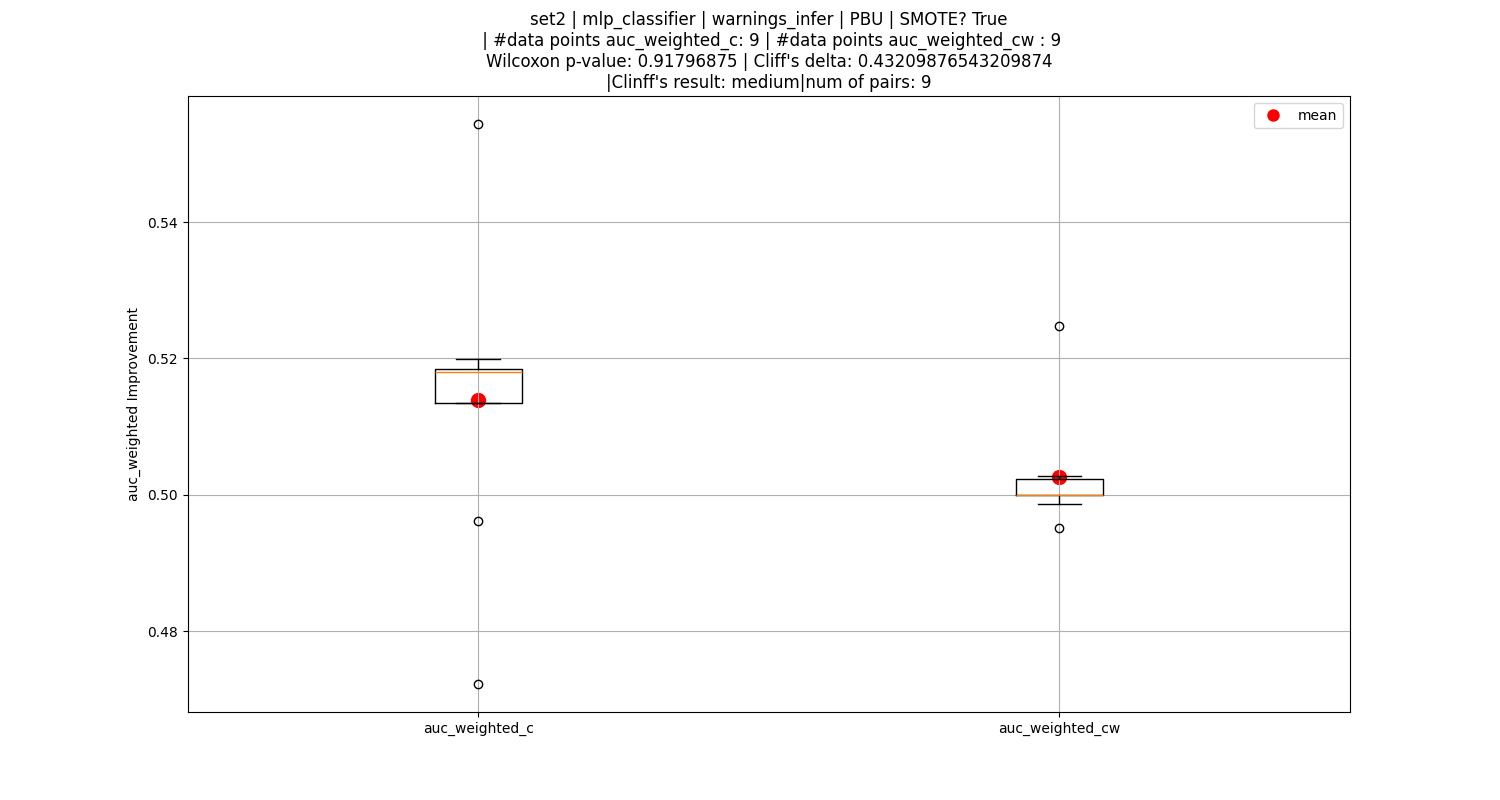 set2 | mlp_classifier | warnings_infer | PBU | SMOTE? True
| #data points auc_weighted_c: 9 | #data points auc_weighted_cw : 9
Wilcoxon p-value: 0.91796875 | Cliff's delta: 0.43209876543209874
|Clinff's result: medium|num of pairs: 9
mean
0.54
0.52
0.50
0.48
auc_weighted Improvement
auc_weighted_c
auc_weighted_cw